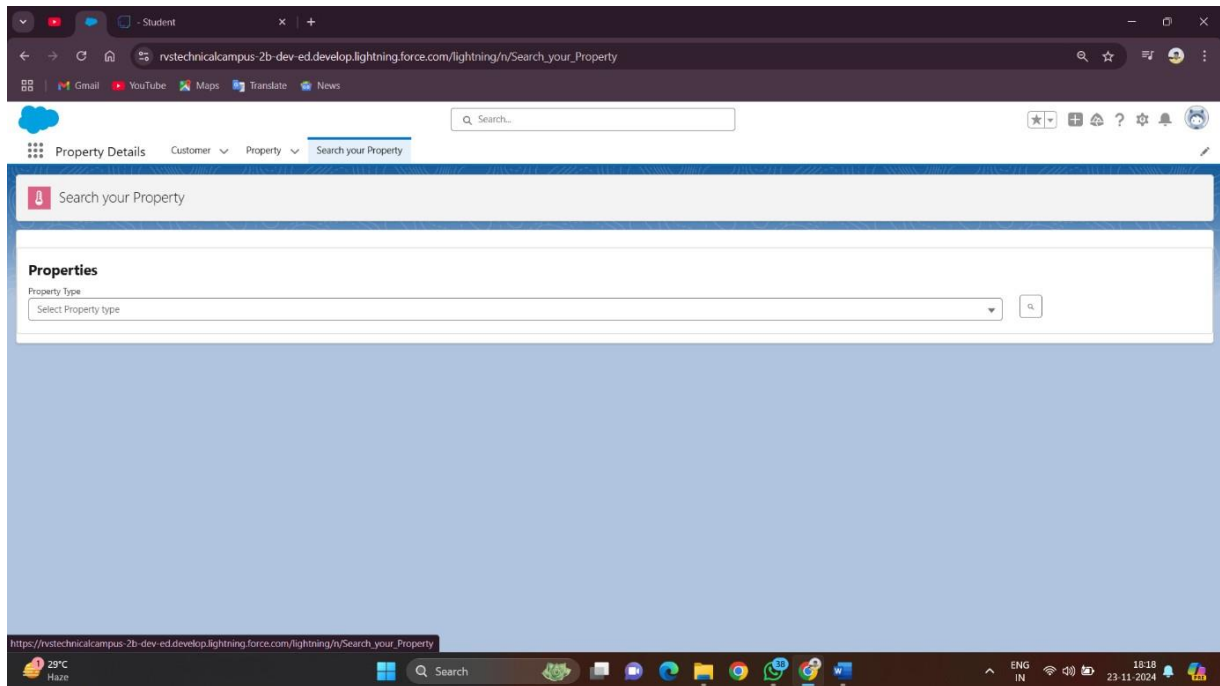 - Student
rvstechnicalcampus-2b-dev-ed.develop.lightning.force.com/lightning/n/Search_your_Property
Gmail YouTube Maps Translate News
Search...
Property Details Customer Property Search your Property
Search your Property
Properties
Property Type
Select Property type
https://rvstechnicalcampus-2b-dev-ed.develop.lightning.force.com/lightning/n/Search_your_Property
1 29°C
Haze
Search
38
ENG
IN
18:18
23-11-2024